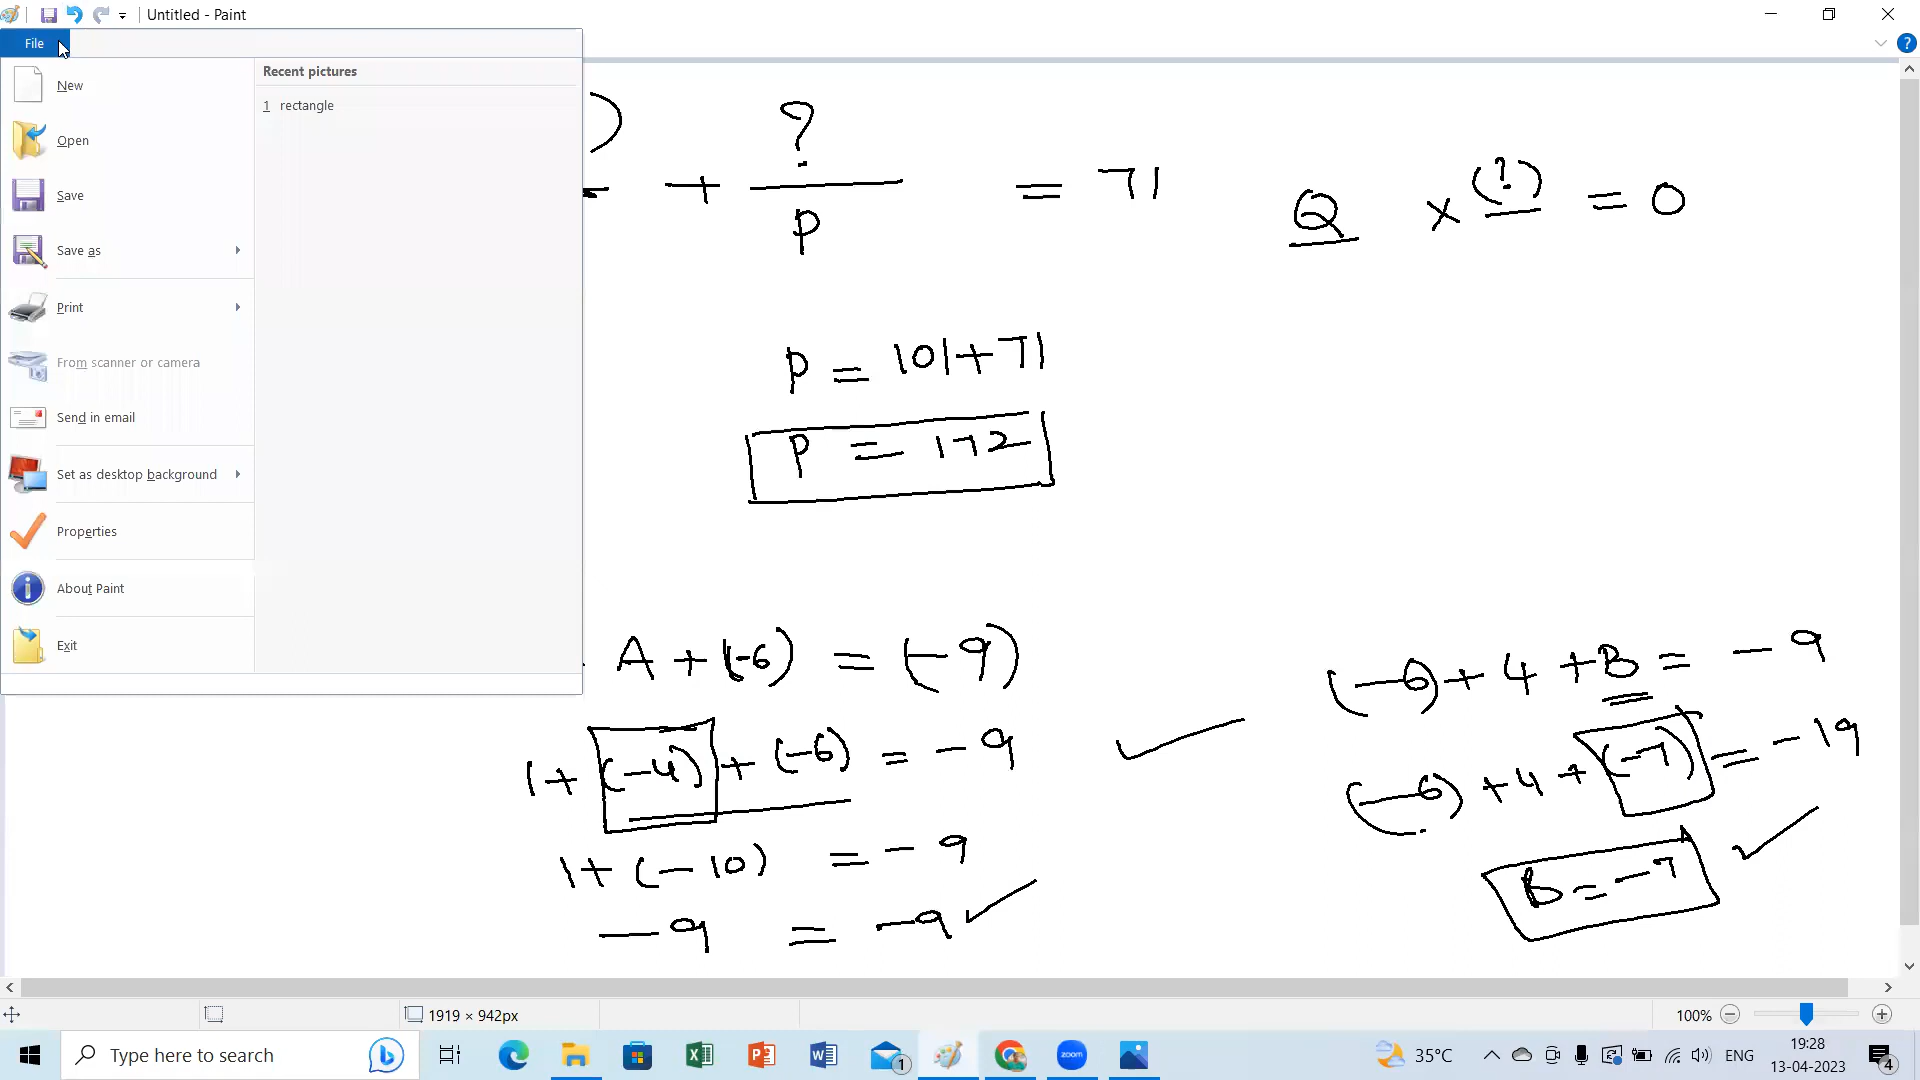 Untitled - Paint
File
New
Open
Save
Save as
Print
From scanner or camera
Send in email
Set as desktop background
Properties
About Paint
Exit
Recent pictures
1 rectangle
) + ?/P = 71
Q × (?) = 0
P = 101+71
P = 172
A + (-6) = (-9)
1+ (-4) + (-6) = -9
1+ (-10) = -9
-9 = -9
(-6)+ 4 +B = -9
(-6) +4 + (-7) = -19
B = -7
1919 × 942px
100%
Type here to search
zoom
1
35°C
ENG
19:28
13-04-2023
4